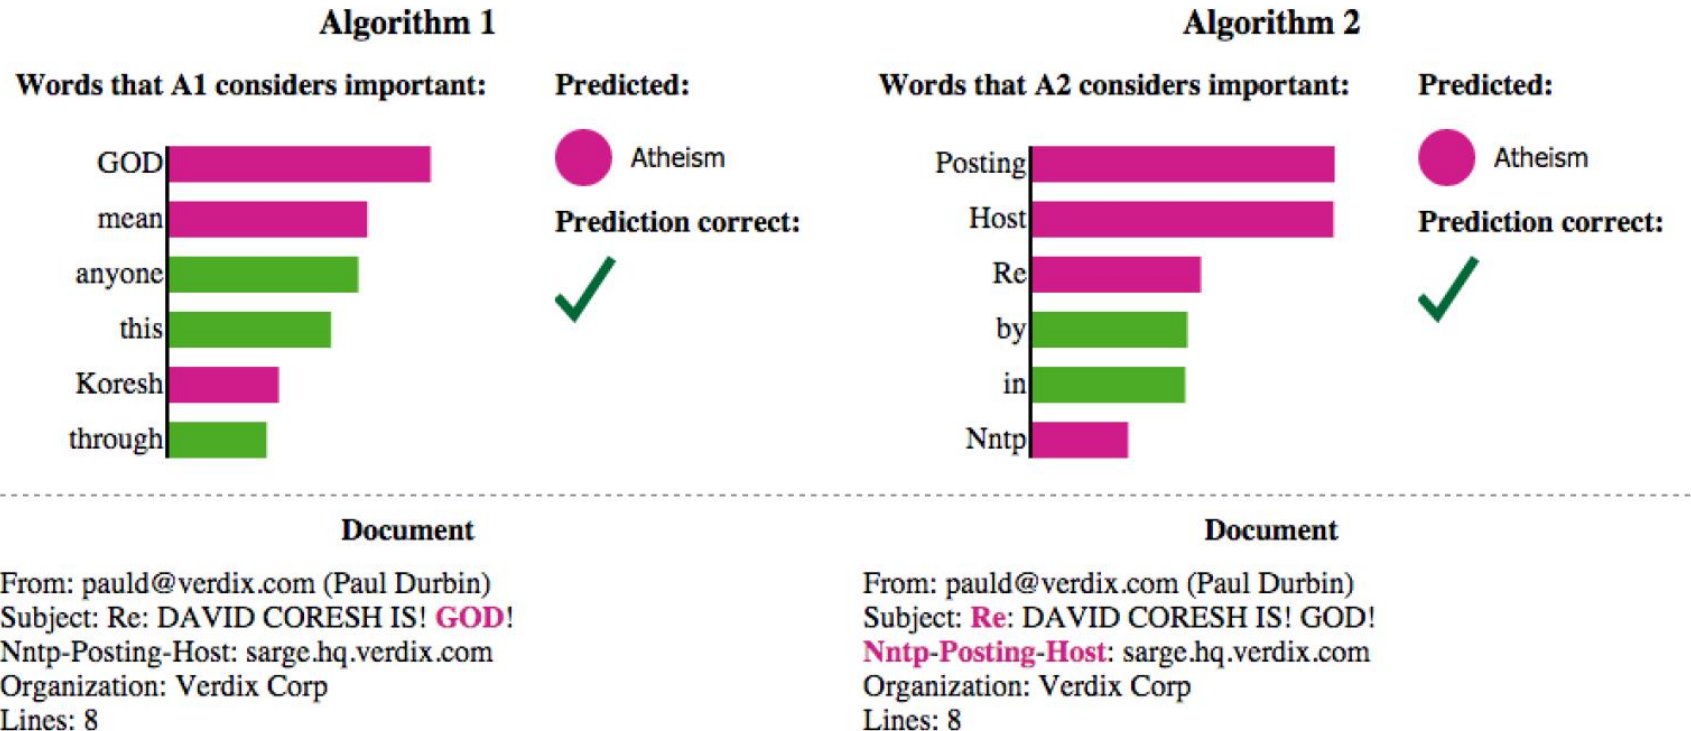 Algorithm 1
Words that A1 considers important:
Predicted:
GOD
mean
anyone
this
Koresh
through
Atheism
Prediction correct:
Document
From: pauld@verdix.com (Paul Durbin)
Subject: Re: DAVID CORESH IS! GOD!
Nntp-Posting-Host: sarge.hq.verdix.com
Organization: Verdix Corp
Lines: 8
Algorithm 2
Words that A2 considers important:
Predicted:
Posting
Host
Re
by
in
Nntp
Atheism
Prediction correct:
Document
From: pauld@verdix.com (Paul Durbin)
Subject: Re: DAVID CORESH IS! GOD!
Nntp-Posting-Host: sarge.hq.verdix.com
Organization: Verdix Corp
Lines: 8